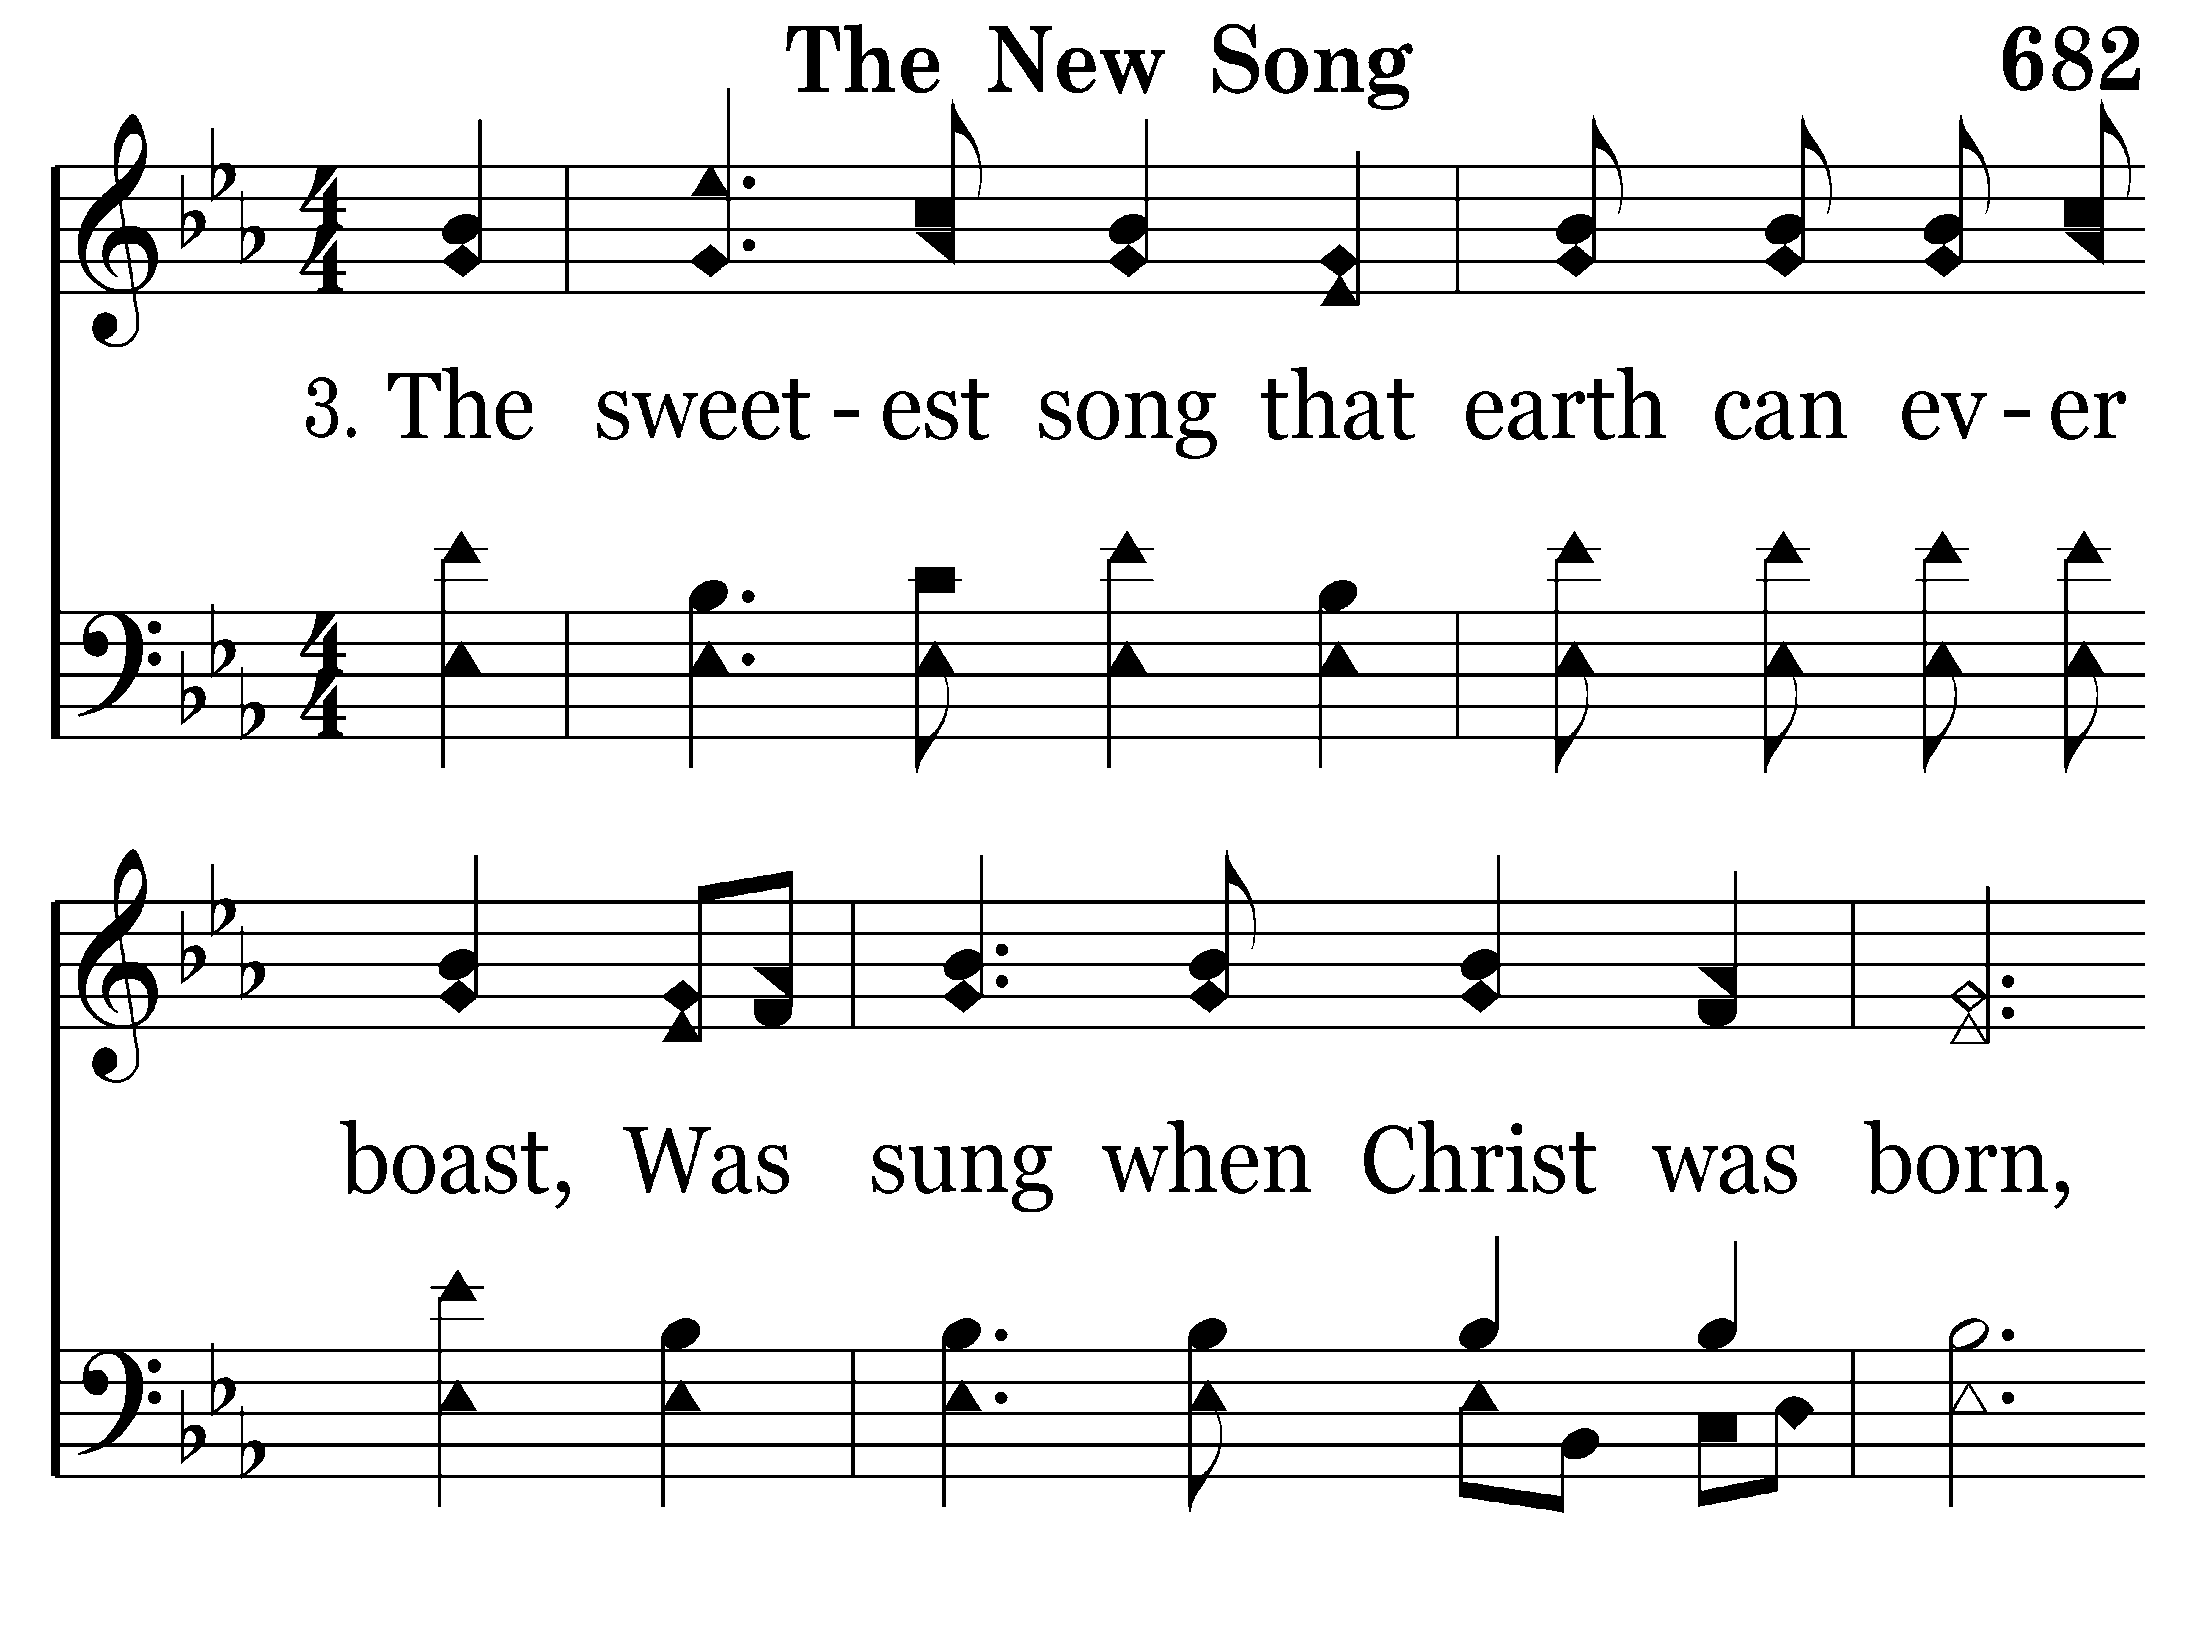 The New Song 682
3. The sweet - est song that earth can ev - er
boast, Was sung when Christ was born,